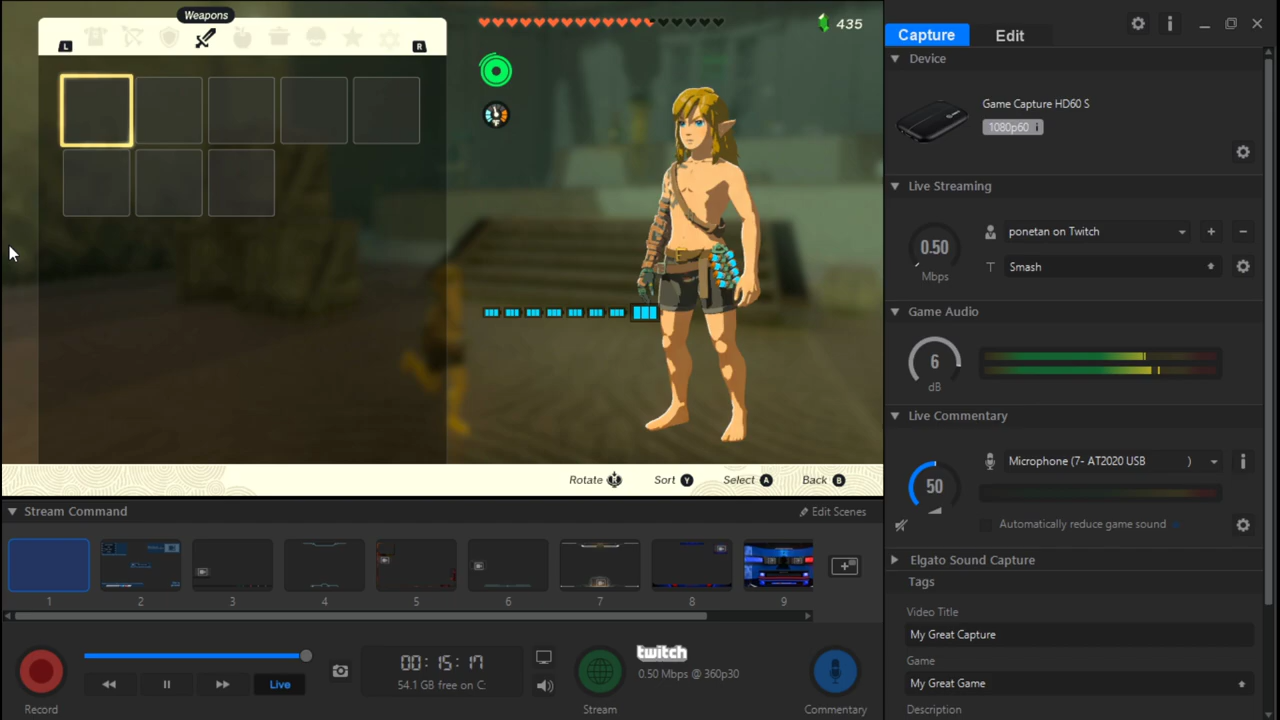 Weapons
L
R
435
Rotate R
Sort Y
Select A
Back B
Stream Command
Edit Scenes
1
2
3
4
5
6
7
8
9
Record
Live
00:15:17
54.1 GB free on C:
Stream
twitch
0.50 Mbps @ 360p30
Commentary
Capture
Edit
Device
Game Capture HD60 S
1080p60 i
Live Streaming
0.50
Mbps
ponetan on Twitch
+
−
T
Smash
Game Audio
6
dB
Live Commentary
50
Microphone (7- AT2020 USB )
Automatically reduce game sound
Elgato Sound Capture
Tags
Video Title
My Great Capture
Game
My Great Game
Description